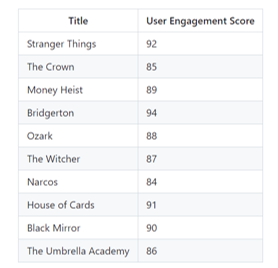 Title User Engagement Score
Stranger Things 92
The Crown 85
Money Heist 89
Bridgerton 94
Ozark 88
The Witcher 87
Narcos 84
House of Cards 91
Black Mirror 90
The Umbrella Academy 86